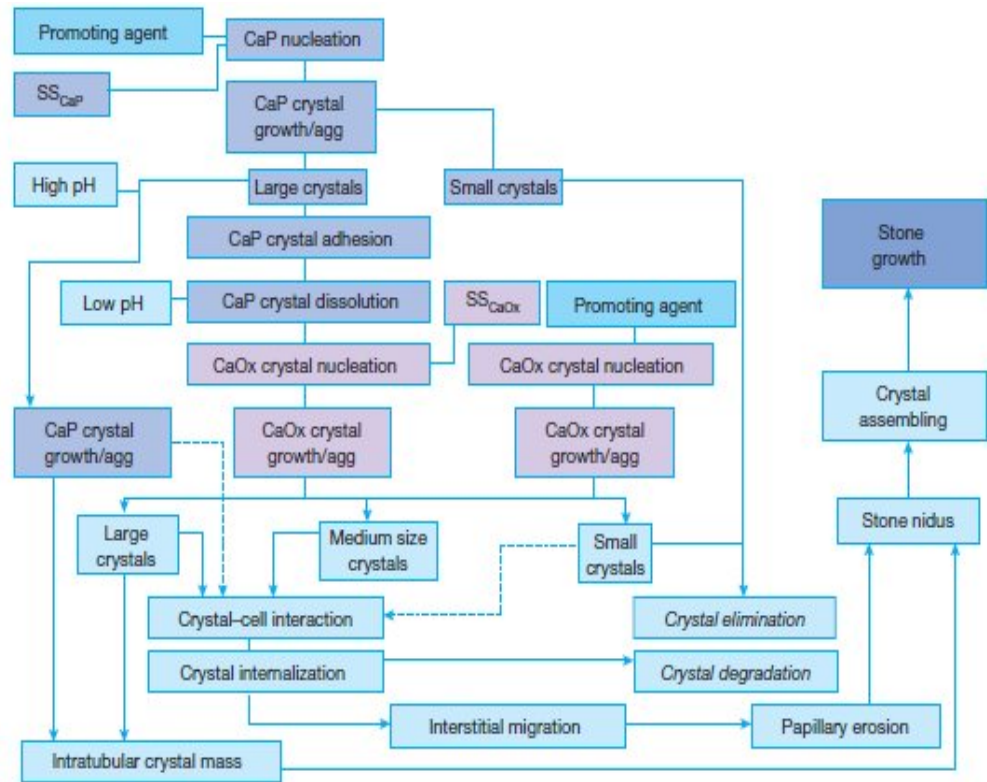 Promoting agent
CaP nucleation
SSCaP
CaP crystal
growth/agg
High pH
Large crystals
Small crystals
CaP crystal adhesion
Stone
growth
Low pH
CaP crystal dissolution
SSCaOx
Promoting agent
CaOx crystal nucleation
CaOx crystal nucleation
Crystal
assembling
CaP crystal
growth/agg
CaOx crystal
growth/agg
CaOx crystal
growth/agg
Large
crystals
Medium size
crystals
Small
crystals
Stone nidus
Crystal–cell interaction
Crystal elimination
Crystal internalization
Crystal degradation
Interstitial migration
Papillary erosion
Intratubular crystal mass